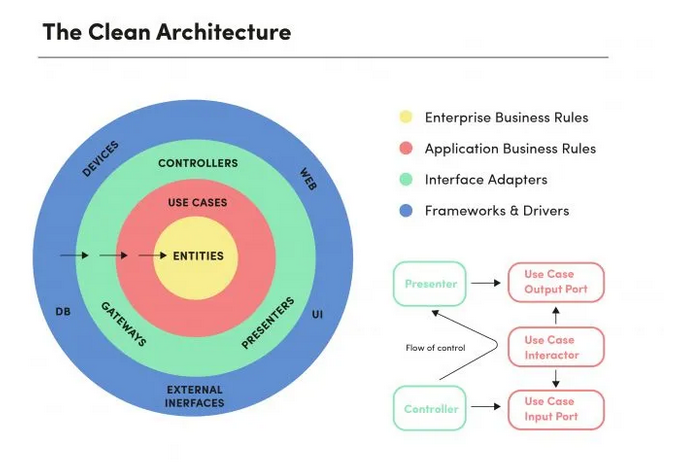 The Clean Architecture
DEVICES
CONTROLLERS
WEB
USE CASES
ENTITIES
DB
GATEWAYS
PRESENTERS
UI
EXTERNAL
INERFACES
Enterprise Business Rules
Application Business Rules
Interface Adapters
Frameworks & Drivers
Presenter
Use Case
Output Port
Flow of control
Use Case
Interactor
Controller
Use Case
Input Port